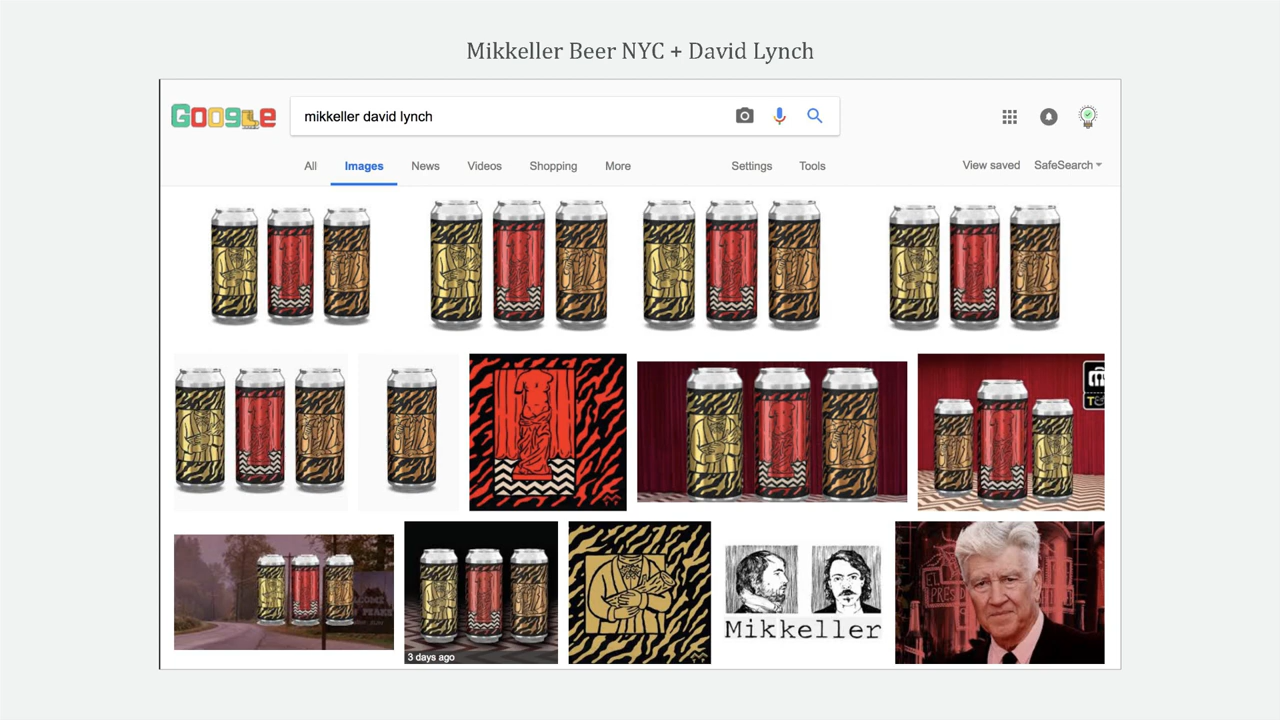 Mikkeller Beer NYC + David Lynch
Google
mikkeller david lynch
All Images News Videos Shopping More Settings Tools View saved SafeSearch
3 days ago
Mikkeller